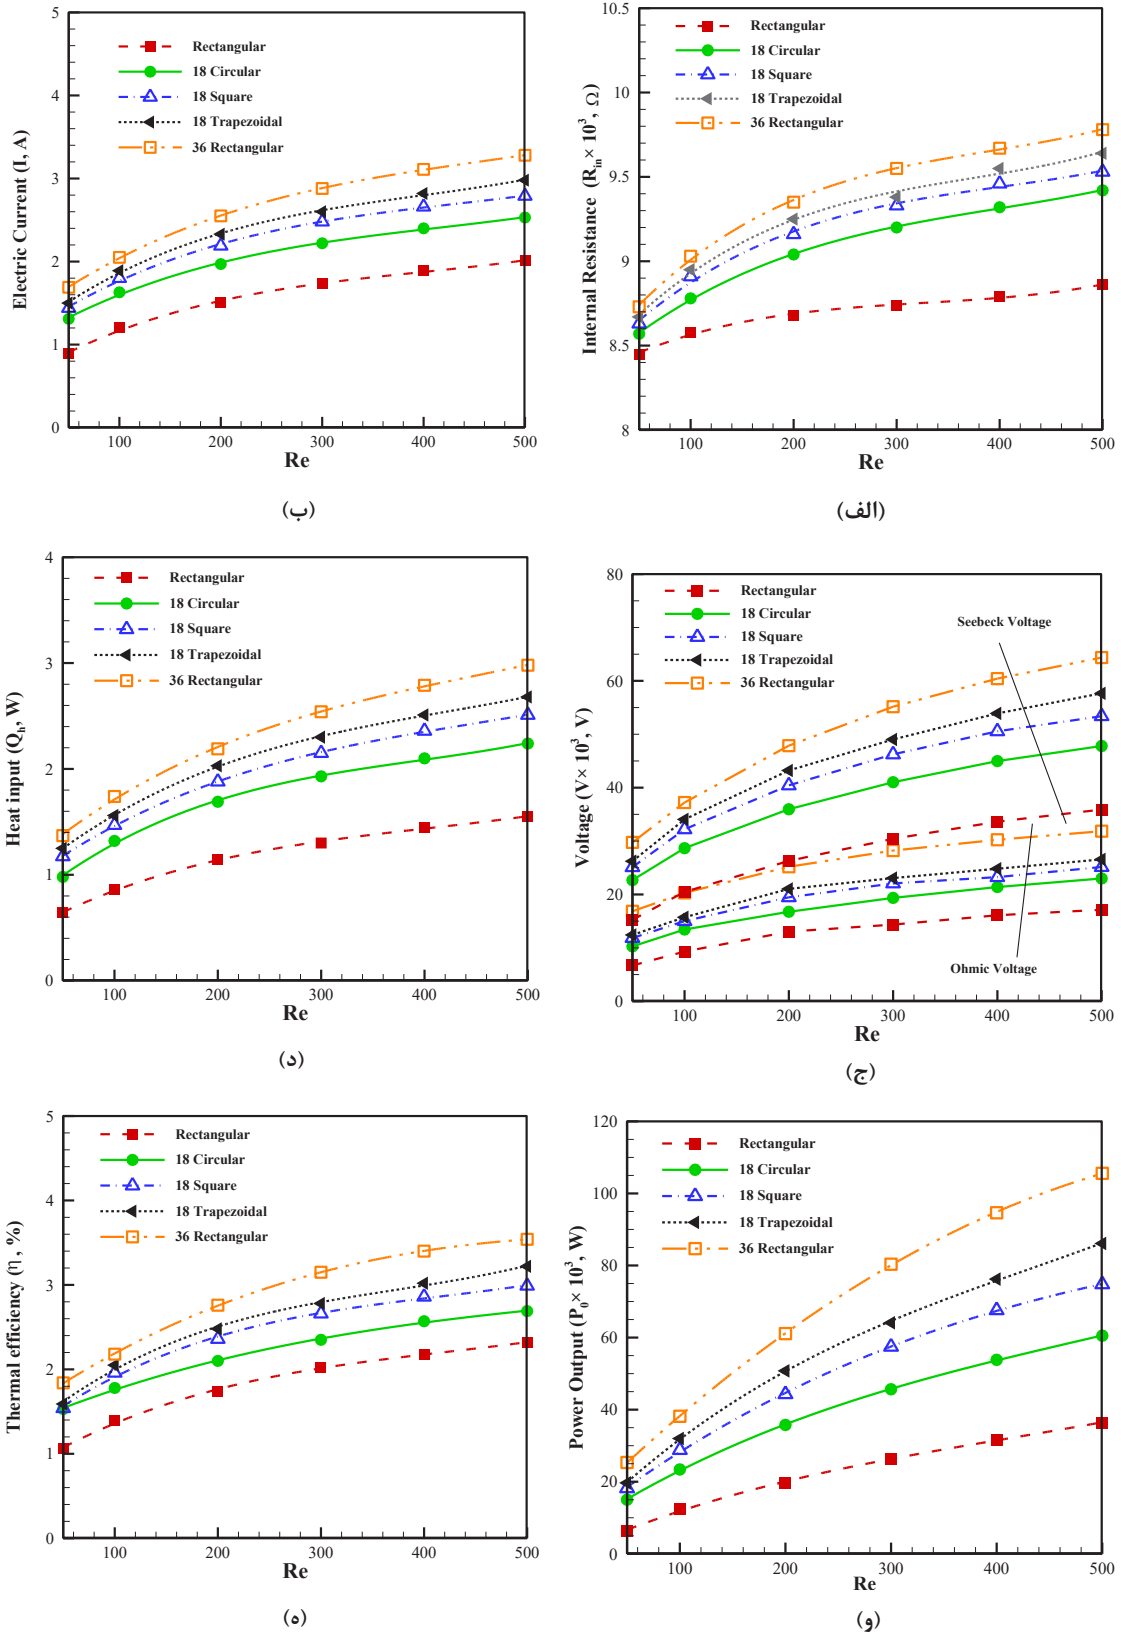 5
4
3
2
1
0
Electric Current (I, A)
Rectangular
18 Circular
18 Square
18 Trapezoidal
36 Rectangular
100 200 300 400 500
Re
(ب)
10.5
10
9.5
9
8.5
8
Internal Resistance (R_in × 10³, Ω)
Rectangular
18 Circular
18 Square
18 Trapezoidal
36 Rectangular
100 200 300 400 500
Re
(الف)
4
3
2
1
0
Heat input (Q_h, W)
Rectangular
18 Circular
18 Square
18 Trapezoidal
36 Rectangular
100 200 300 400 500
Re
(د)
80
60
40
20
0
Voltage (V× 10³, V)
Rectangular
18 Circular
18 Square
18 Trapezoidal
36 Rectangular
Seebeck Voltage
Ohmic Voltage
100 200 300 400 500
Re
(ج)
5
4
3
2
1
0
Thermal efficiency (η, %)
Rectangular
18 Circular
18 Square
18 Trapezoidal
36 Rectangular
100 200 300 400 500
Re
(ه)
120
100
80
60
40
20
0
Power Output (P₀× 10³, W)
Rectangular
18 Circular
18 Square
18 Trapezoidal
36 Rectangular
100 200 300 400 500
Re
(و)